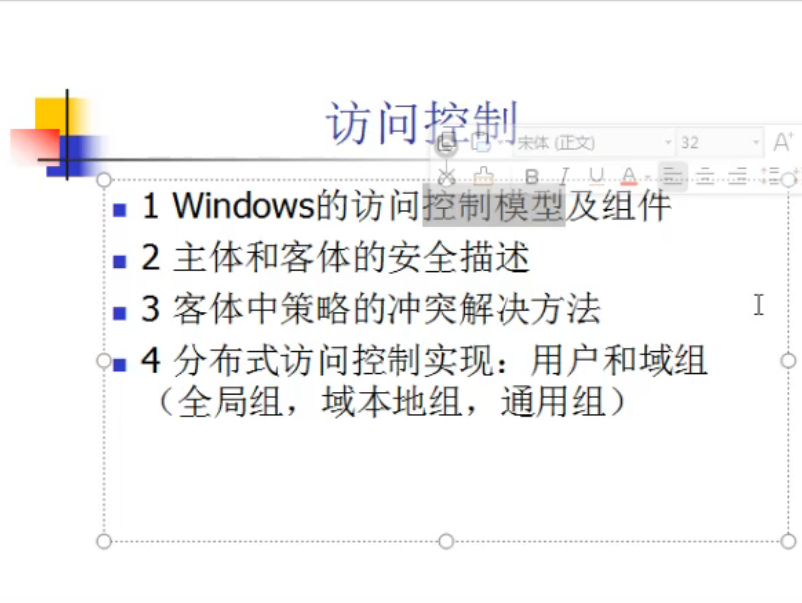 访问控制
宋体 (正文) 32 A+
B I U A
1 Windows的访问控制模型及组件
2 主体和客体的安全描述
3 客体中策略的冲突解决方法
4 分布式访问控制实现：用户和域组
（全局组，域本地组，通用组）